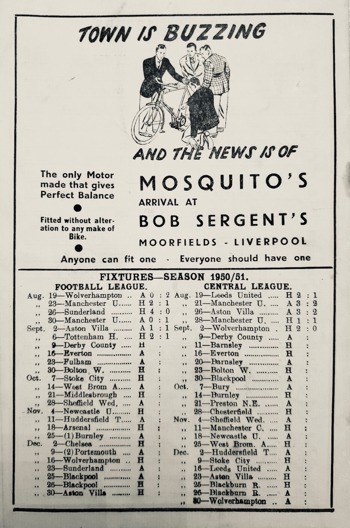 TOWN IS BUZZING
AND THE NEWS IS OF
The only Motor
made that gives
Perfect Balance
Fitted without alter-
ation to any make of
Bike.
MOSQUITO'S
ARRIVAL AT
BOB SERGENT'S
MOORFIELDS - LIVERPOOL
Anyone can fit one - Everyone should have one
FIXTURES—SEASON 1950/51.
FOOTBALL LEAGUE.
Aug. 19—Wolverhampton .. A 0 : 2
„ 23—Manchester U...... H 2 : 1
„ 26—Sunderland ......... H 4 : 0
„ 30—Manchester U...... A 0 : 1
Sept. 2—Aston Villa ......... A 1 : 1
„ 6—Tottenham H. ...... H 2 : 1
„ 9—Derby County ...... H :
„ 16—Everton ............... A :
„ 23—Fulham ............... A :
„ 30—Bolton W. ............ H :
Oct. 7—Stoke City ............ H :
„ 14—West Brom A....... A :
„ 21—Middlesbrough ...... H :
„ 28—Sheffield Wed. ...... A :
Nov. 4—Newcastle U.......... H :
„ 11—Huddersfield T...... A :
„ 18—Arsenal ............... H :
„ 25—(1) Burnley ......... A :
Dec. 2—Chelsea ............... H :
„ 9—(2) Portsmouth ...... A :
„ 16—Wolverhampton ... H :
„ 23—Sunderland ......... A :
„ 25—Blackpool ............ A :
„ 26—Blackpool ............ H :
„ 30—Aston Villa ......... H :
CENTRAL LEAGUE.
Aug. 19—Leeds United ...... H 2 : 1
„ 21—Manchester U. ...... A 3 : 2
„ 26—Aston Villa ......... A 3 : 2
„ 28—Manchester U. ...... H 1 : 1
Sept. 2—Wolverhampton . H 2 : 0
„ 9—Derby County ...... A :
„ 11—Barnsley ............ H :
„ 16—Everton ............... H :
„ 20—Barnsley ............ A :
„ 23—Bolton W. ............ H :
„ 30—Blackpool ............ A :
Oct. 7—Bury .................. A :
„ 14—Burnley ............... H :
„ 21—Preston N.E. ...... A :
„ 28—Chesterfield ......... H :
Nov. 4—Sheffield Wed. ...... A :
„ 11—Manchester C. ...... H :
„ 18—Newcastle U. ...... A :
„ 25—West Brom. A....... H :
Dec. 2—Huddersfield T...... A :
„ 9—Stoke City ............ H :
„ 16—Leeds United ...... A :
„ 23—Aston Villa ......... H :
„ 25—Blackburn R. ...... H :
„ 26—Blackburn R. ...... A :
„ 30—Wolverhampton ... A :